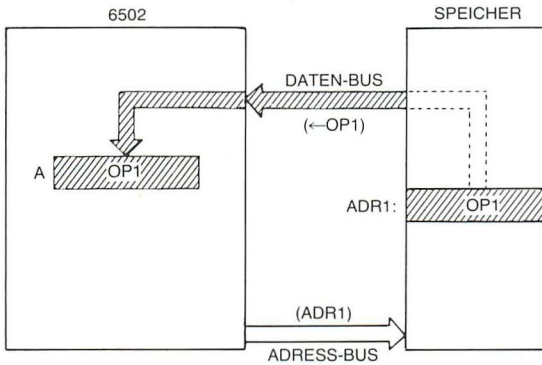 6502
SPEICHER
DATEN-BUS
(←OP1)
A
OP1
ADR1:
OP1
(ADR1)
ADRESS-BUS